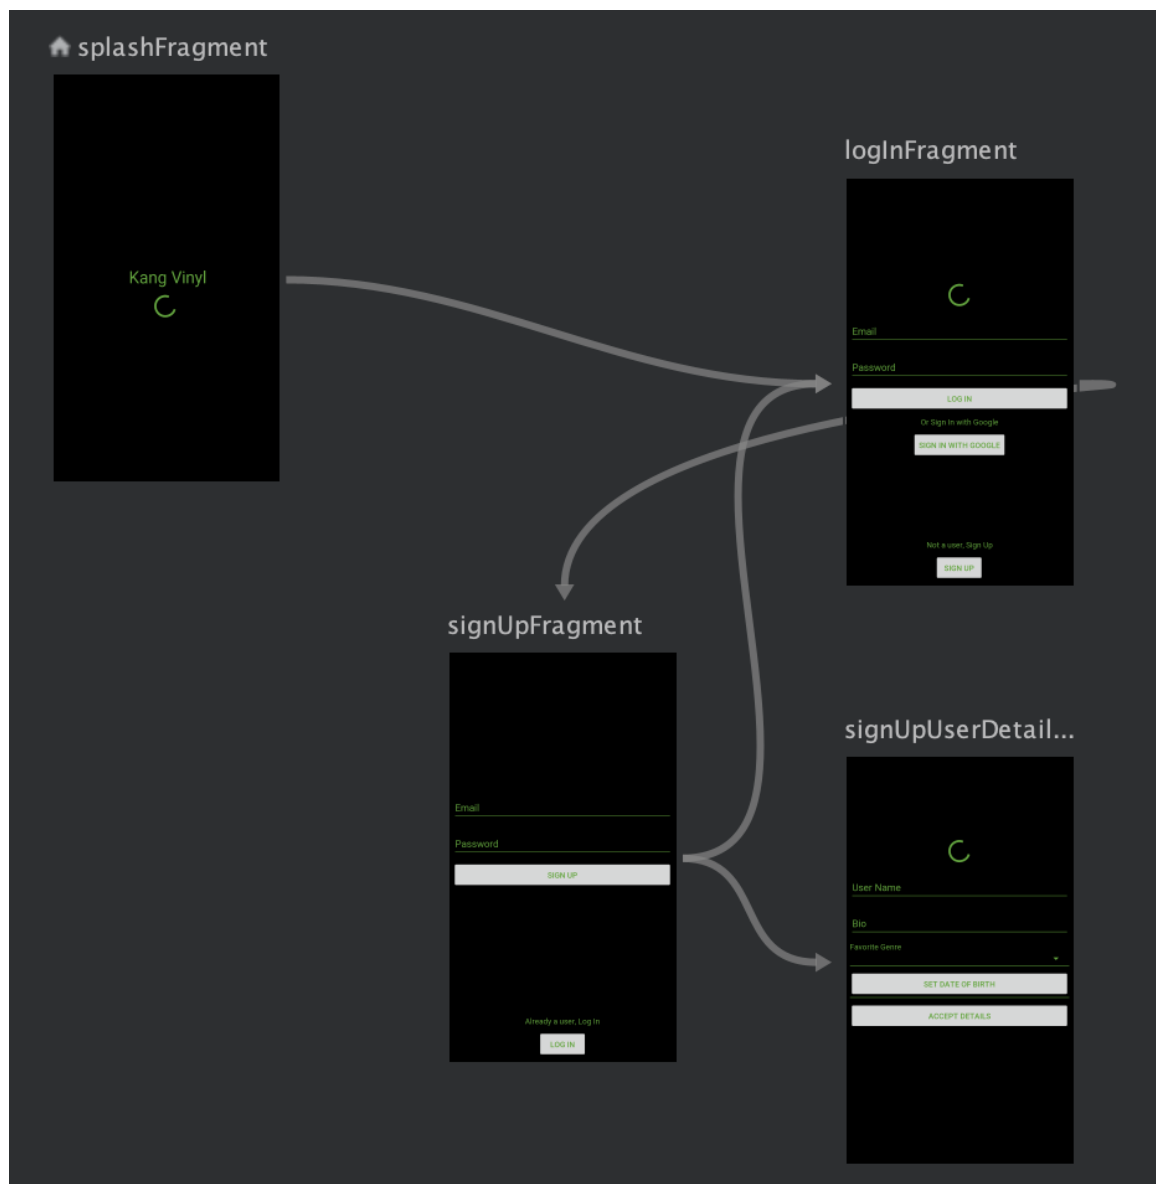 splashFragment
Kang Vinyl
logInFragment
Email
Password
LOG IN
Or Sign In with Google
SIGN IN WITH GOOGLE
Not a user, Sign Up
SIGN UP
signUpFragment
Email
Password
SIGN UP
Already a user, Log In
LOG IN
signUpUserDetail...
User Name
Bio
Favorite Genre
SET DATE OF BIRTH
ACCEPT DETAILS